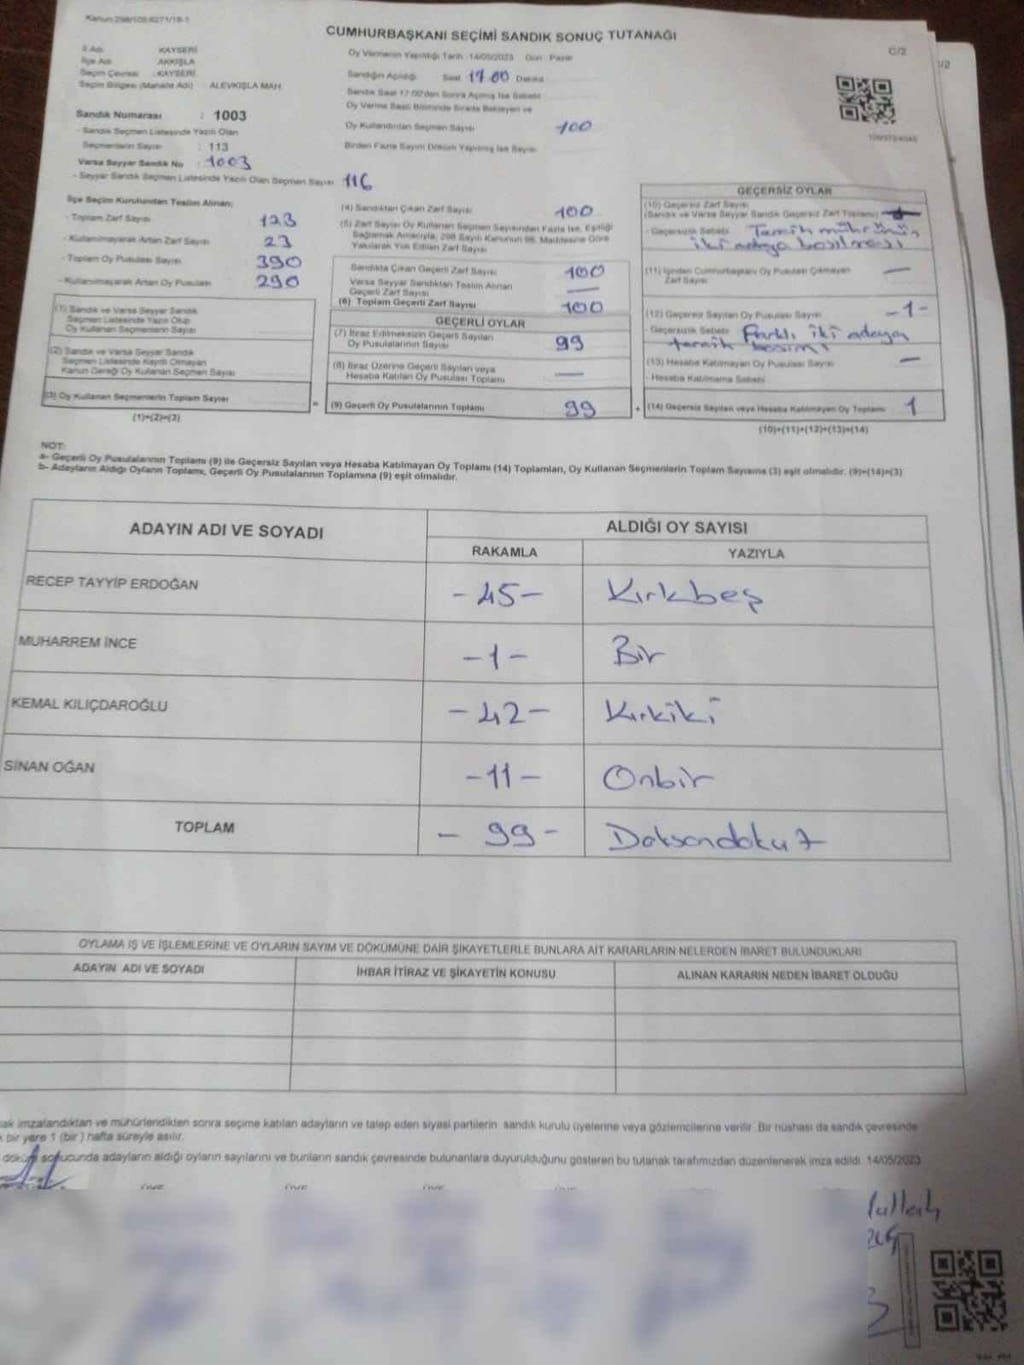 Kanun 298/108,6271/19-1
CUMHURBAŞKANI SEÇİMİ SANDIK SONUÇ TUTANAĞI
C/2
1/2
İl Adı : KAYSERİ
İlçe Adı : AKKIŞLA
Seçim Çevresi : KAYSERİ
Seçim Bölgesi (Mahalle Adı) : ALEVKIŞLA MAH.
Sandık Numarası : 1003
- Sandık Seçmen Listesinde Yazılı Olan
Seçmenlerin Sayısı : 113
Varsa Seyyar Sandık No : 1003
- Seyyar Sandık Seçmen Listesinde Yazılı Olan Seçmen Sayısı 116
Oy Vermenin Yapıldığı Tarih : 14/05/2023 Gün : Pazar
Sandığın Açıldığı Saat 17.00 Dakika
Sandık Saat 17:00'den Sonra Açılmış İse Sebebi
Oy Verme Saati Bitiminde Sırada Bekleyen ve
Oy Kullandırılan Seçmen Sayısı 100
Birden Fazla Sayım Döküm Yapılmış İse Sayısı
İlçe Seçim Kurulundan Teslim Alınan;
- Toplam Zarf Sayısı 123
- Kullanılmayarak Artan Zarf Sayısı 23
- Toplam Oy Pusulası Sayısı 390
- Kullanılmayarak Artan Oy Pusulası 290
(1) Sandık ve Varsa Seyyar Sandık
Seçmen Listesinde Yazılı Olup
Oy Kullanan Seçmenlerin Sayısı
(2) Sandık ve Varsa Seyyar Sandık
Seçmen Listesinde Kayıtlı Olmayan
Kanun Gereği Oy Kullanan Seçmen Sayısı
(3) Oy Kullanan Seçmenlerin Toplam Sayısı
(1)+(2)=(3)
(4) Sandıktan Çıkan Zarf Sayısı 100
(5) Zarf Sayısı Oy Kullanan Seçmen Sayısından Fazla İse, Eşitliği
Sağlamak Amacıyla, 298 Sayılı Kanunun 98. Maddesine Göre
Yakılarak Yok Edilen Zarf Sayısı
Sandıkta Çıkan Geçerli Zarf Sayısı 100
Varsa Seyyar Sandıktan Teslim Alınan
Geçerli Zarf Sayısı —
(6) Toplam Geçerli Zarf Sayısı 100
GEÇERLİ OYLAR
(7) İtiraz Edilmeksizin Geçerli Sayılan
Oy Pusulalarının Sayısı 99
(8) İtiraz Üzerine Geçerli Sayılan veya
Hesaba Katılan Oy Pusulası Toplamı —
(9) Geçerli Oy Pusulalarının Toplamı 99
GEÇERSİZ OYLAR
(10) Geçersiz Zarf Sayısı
(Sandık ve Varsa Seyyar Sandık Geçersiz Zarf Toplamı)
- Geçersizlik Sebebi Tamih mührünün
iki adaya basılması
(11) İçinden Cumhurbaşkanı Oy Pusulası Çıkmayan
Zarf Sayısı —
(12) Geçersiz Sayılan Oy Pusulası Sayısı -1-
- Geçersizlik Sebebi Farklı iki adaya
tercih basımı
(13) Hesaba Katılmayan Oy Pusulası Sayısı —
- Hesaba Katılmama Sebebi
(14) Geçersiz Sayılan veya Hesaba Katılmayan Oy Toplamı 1
(10)+(11)+(12)+(13)=(14)
NOT:
a- Geçerli Oy Pusulalarının Toplamı (9) ile Geçersiz Sayılan veya Hesaba Katılmayan Oy Toplamı (14) Toplamları, Oy Kullanan Seçmenlerin Toplam Sayısına (3) eşit olmalıdır. (9)+(14)=(3)
b- Adayların Aldığı Oyların Toplamı, Geçerli Oy Pusulalarının Toplamına (9) eşit olmalıdır.
ADAYIN ADI VE SOYADI
ALDIĞI OY SAYISI
RAKAMLA YAZIYLA
RECEP TAYYİP ERDOĞAN -45- Kırkbeş
MUHARREM İNCE -1- Bir
KEMAL KILIÇDAROĞLU -42- Kırkiki
SİNAN OĞAN -11- Onbir
TOPLAM -99- Doksandokuz
OYLAMA İŞ VE İŞLEMLERİNE VE OYLARIN SAYIM VE DÖKÜMÜNE DAİR ŞİKAYETLERLE BUNLARA AİT KARARLARIN NELERDEN İBARET BULUNDUKLARI
ADAYIN ADI VE SOYADI İHBAR İTİRAZ VE ŞİKAYETİN KONUSU ALINAN KARARIN NEDEN İBARET OLDUĞU
ak imzalandıktan ve mühürlendikten sonra seçime katılan adayların ve talep eden siyasi partilerin sandık kurulu üyelerine veya gözlemcilerine verilir. Bir nüshası da sandık çevresinde
bir yere 1 (bir) hafta süreyle asılır.
döküm sonucunda adayların aldığı oyların sayılarını ve bunların sandık çevresinde bulunanlara duyurulduğunu gösteren bu tutanak tarafımızdan düzenlenerek imza edildi. 14/05/2023